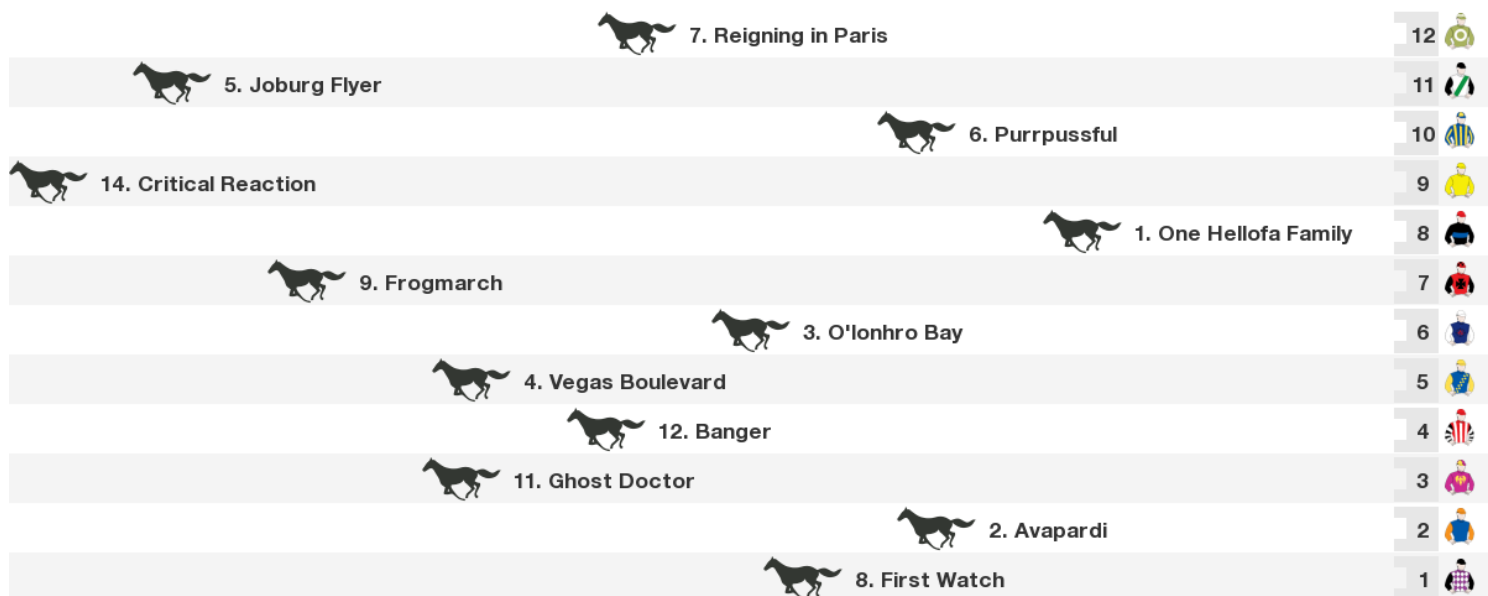 7. Reigning in Paris 12
5. Joburg Flyer 11
6. Purrpussful 10
14. Critical Reaction 9
1. One Hellofa Family 8
9. Frogmarch 7
3. O'lonhro Bay 6
4. Vegas Boulevard 5
12. Banger 4
11. Ghost Doctor 3
2. Avapardi 2
8. First Watch 1